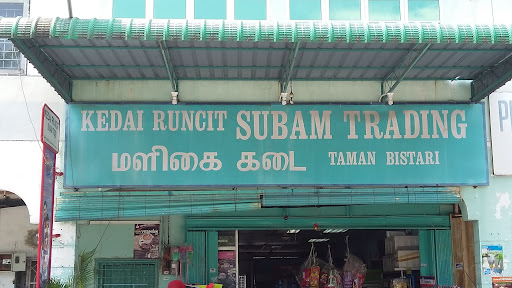 KEDAI RUNCIT SUBAM TRADING
மளிகை கடை TAMAN BISTARI